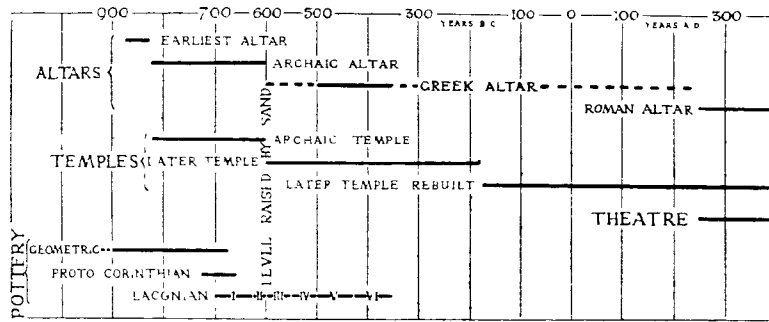 900 700 600 500 300 100 0 100 300
YEARS B C YEARS A D
EARLIEST ALTAR
ALTARS
ARCHAIC ALTAR
GREEK ALTAR
ROMAN ALTAR
LEVEL RAISED BY SAND
ARCHAIC TEMPLE
TEMPLES
LATER TEMPLE
LATER TEMPLE REBUILT
THEATRE
POTTERY
GEOMETRIC
PROTO CORINTHIAN
LACONIAN I II III IV V VI